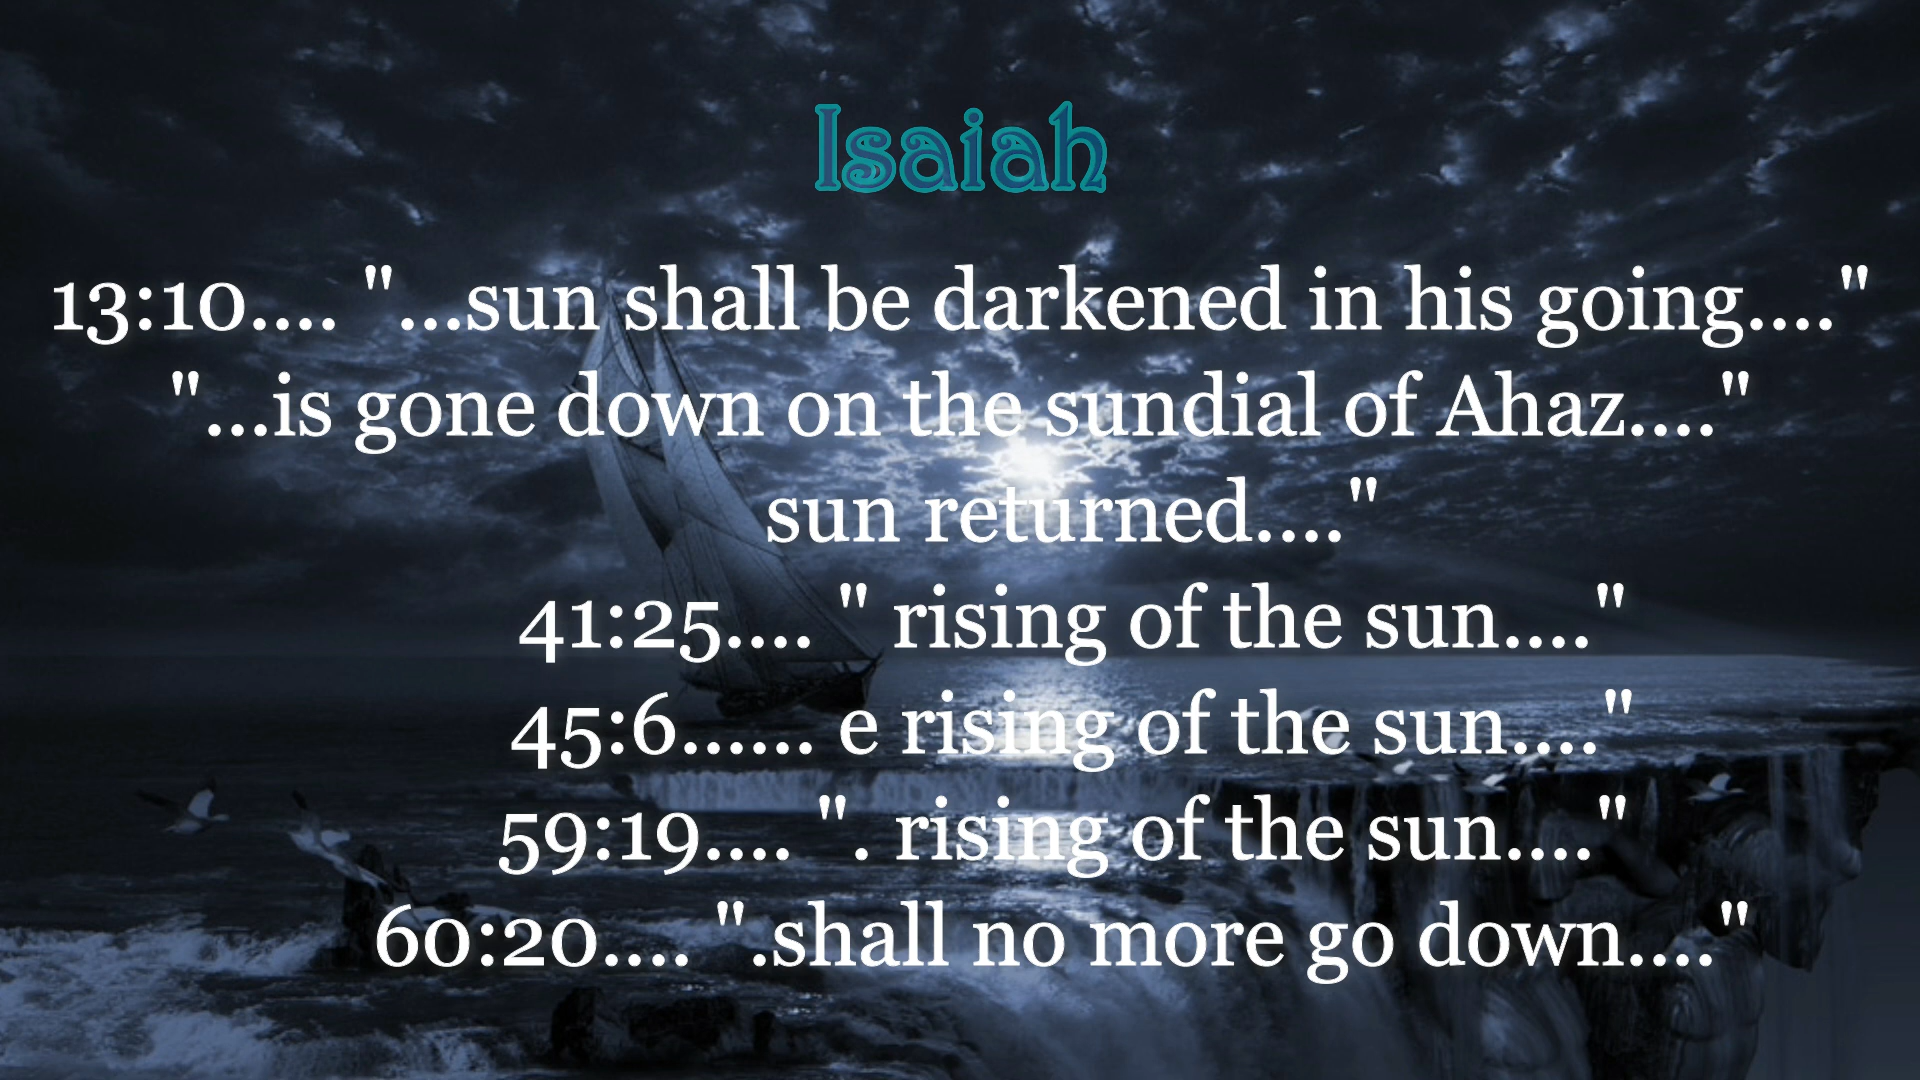 Isaiah
13:10.... "...sun shall be darkened in his going...."
"...is gone down on the sundial of Ahaz...."
sun returned...."
41:25.... " rising of the sun...."
45:6...... e rising of the sun...."
59:19.... ". rising of the sun...."
60:20.... ".shall no more go down...."